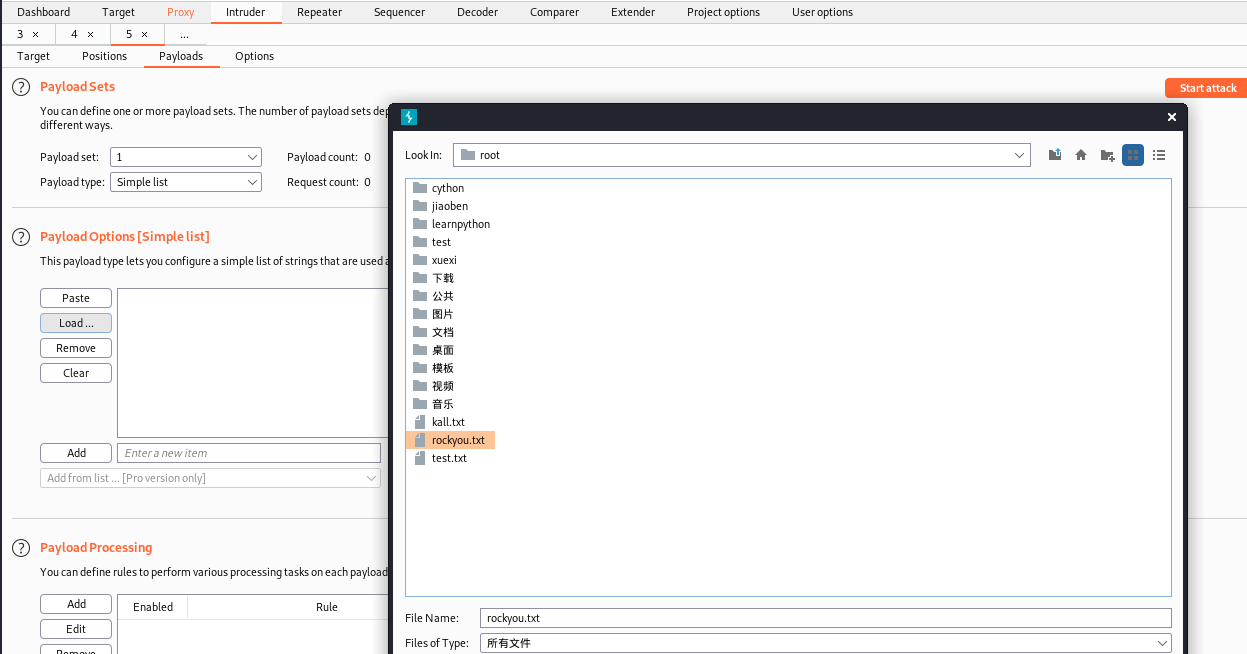 Dashboard Target Proxy Intruder Repeater Sequencer Decoder Comparer Extender Project options User options
3 × 4 × 5 × ...
Target Positions Payloads Options
? Payload Sets
Start attack
You can define one or more payload sets. The number of payload sets
different ways.
Payload set: 1 Payload count: 0
Payload type: Simple list Request count: 0
? Payload Options [Simple list]
This payload type lets you configure a simple list of strings that are used
Paste
Load ...
Remove
Clear
Add Enter a new item
Add from list ... [Pro version only]
? Payload Processing
You can define rules to perform various processing tasks on each payload
Add Enabled Rule
Edit
Remove
×
Look In: root
cython
jiaoben
learnpython
test
xuexi
下载
公共
图片
文档
桌面
模板
视频
音乐
kall.txt
rockyou.txt
test.txt
File Name: rockyou.txt
Files of Type: 所有文件